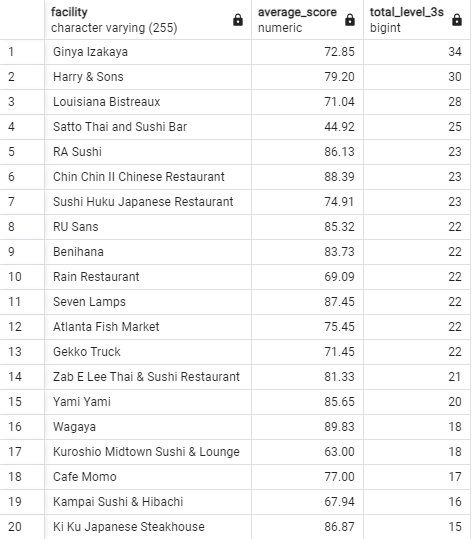 facility average_score total_level_3s
character varying (255) numeric bigint
1 Ginya Izakaya 72.85 34
2 Harry & Sons 79.20 30
3 Louisiana Bistreaux 71.04 28
4 Satto Thai and Sushi Bar 44.92 25
5 RA Sushi 86.13 23
6 Chin Chin II Chinese Restaurant 88.39 23
7 Sushi Huku Japanese Restaurant 74.91 23
8 RU Sans 85.32 22
9 Benihana 83.73 22
10 Rain Restaurant 69.09 22
11 Seven Lamps 87.45 22
12 Atlanta Fish Market 75.45 22
13 Gekko Truck 71.45 22
14 Zab E Lee Thai & Sushi Restaurant 81.33 21
15 Yami Yami 85.65 20
16 Wagaya 89.83 18
17 Kuroshio Midtown Sushi & Lounge 63.00 18
18 Cafe Momo 77.00 17
19 Kampai Sushi & Hibachi 67.94 16
20 Ki Ku Japanese Steakhouse 86.87 15